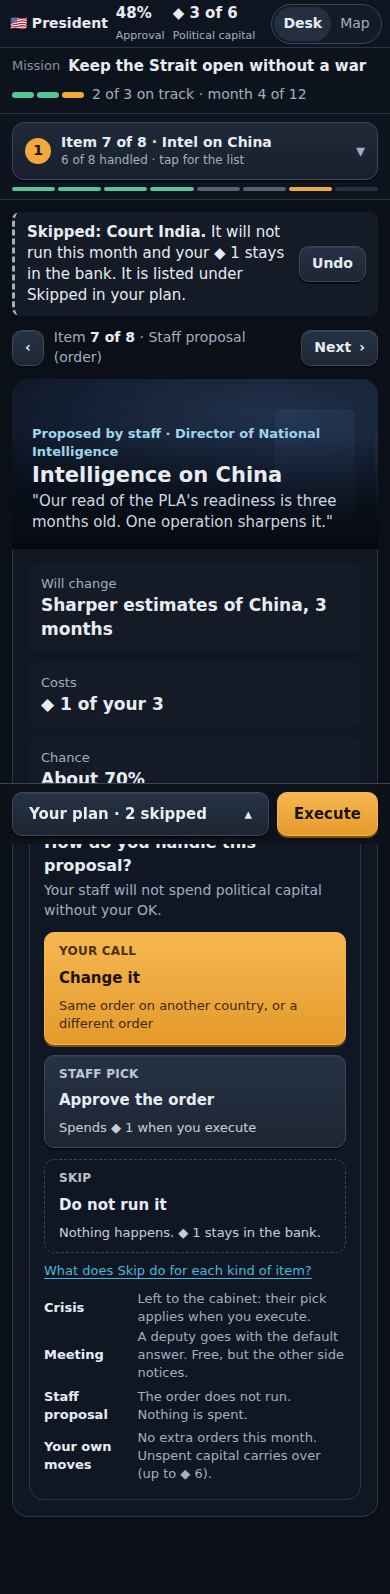 🇺🇸 President
48%
Approval
◆ 3 of 6
Political capital
Desk
Map
Mission Keep the Strait open without a war
2 of 3 on track · month 4 of 12
1
Item 7 of 8 · Intel on China
6 of 8 handled · tap for the list
▼
Skipped: Court India. It will not
run this month and your ◆ 1 stays
in the bank. It is listed under
Skipped in your plan.
Undo
‹
Item 7 of 8 · Staff proposal
(order)
Next ›
Proposed by staff · Director of National
Intelligence
Intelligence on China
"Our read of the PLA's readiness is three
months old. One operation sharpens it."
Will change
Sharper estimates of China, 3
months
Costs
◆ 1 of your 3
Chance
About 70%
Your plan · 2 skipped ▲
Execute
How do you handle this
proposal?
Your staff will not spend political capital
without your OK.
YOUR CALL
Change it
Same order on another country, or a
different order
STAFF PICK
Approve the order
Spends ◆ 1 when you execute
SKIP
Do not run it
Nothing happens. ◆ 1 stays in the bank.
What does Skip do for each kind of item?
Crisis
Left to the cabinet: their pick
applies when you execute.
Meeting
A deputy goes with the default
answer. Free, but the other side
notices.
Staff
proposal
The order does not run.
Nothing is spent.
Your own
moves
No extra orders this month.
Unspent capital carries over
(up to ◆ 6).